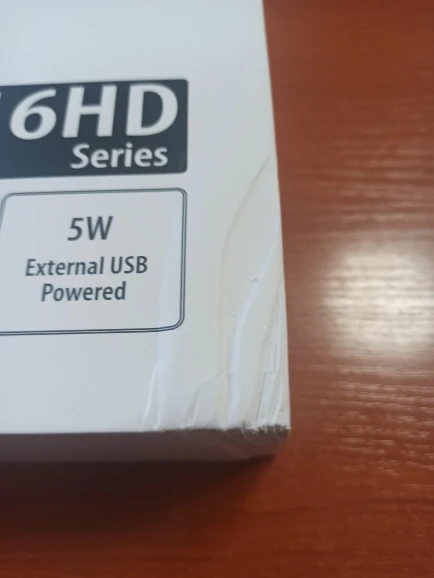 6HD
Series
5W
External USB
Powered